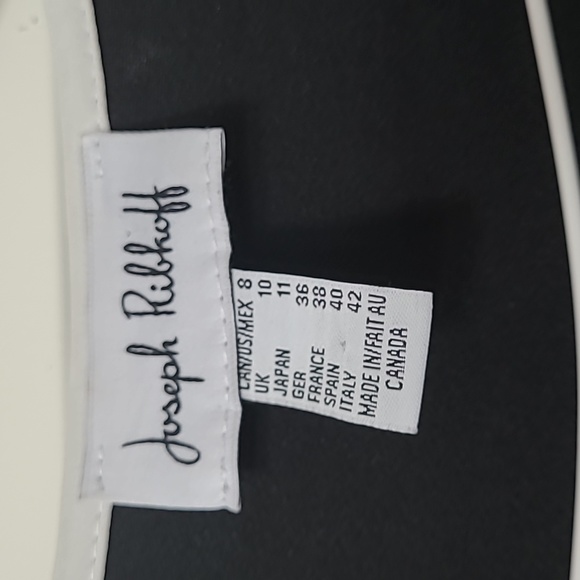 Joseph Ribkoff
CAN/US/MEX 8
UK 10
JAPAN 11
GER 36
FRANCE 38
SPAIN 40
ITALY 42
MADE IN/FAIT AU
CANADA